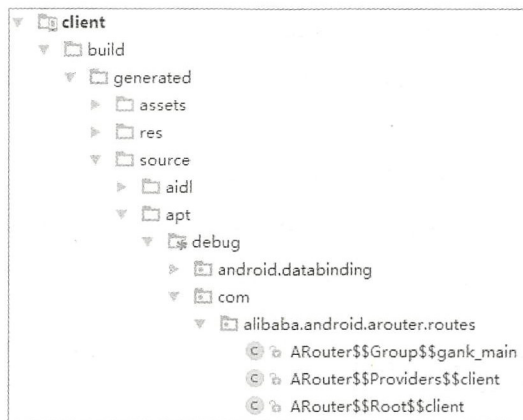 client
build
generated
assets
res
source
aidl
apt
debug
android.databinding
com
alibaba.android.arouter.routes
ARouter$$Group$$gank_main
ARouter$$Providers$$client
ARouter$$Root$$client